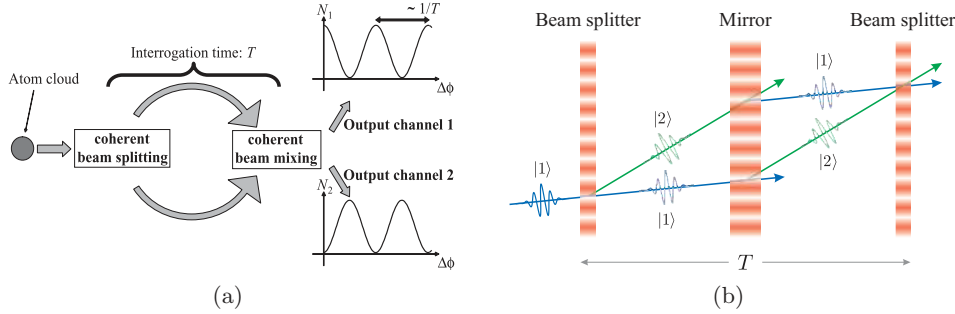 Atom cloud
Interrogation time: T
coherent
beam splitting
coherent
beam mixing
N₁
~ 1/T
Δϕ
Output channel 1
Output channel 2
N₂
Δϕ
(a)
Beam splitter
Mirror
Beam splitter
|1⟩
|2⟩
|1⟩
|1⟩
|2⟩
|1⟩
T
(b)